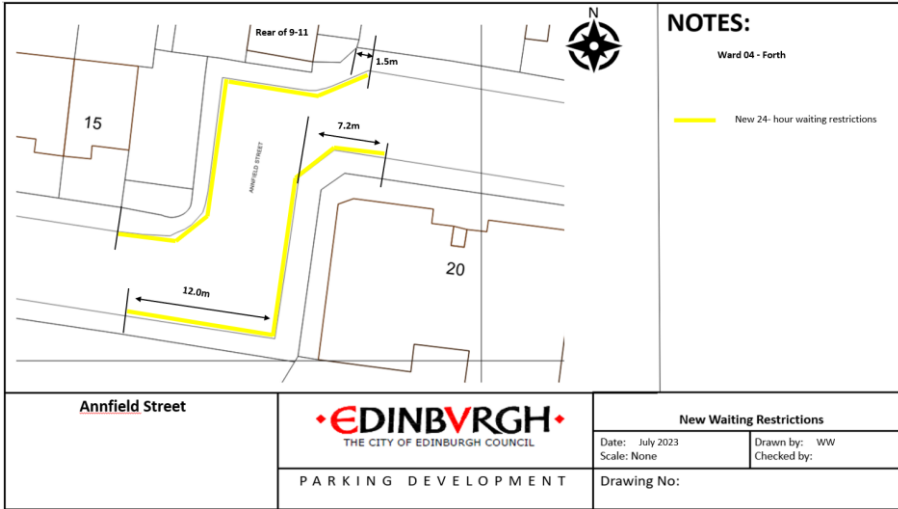 Rear of 9-11
1.5m
N
15
7.2m
ANNFIELD STREET
20
12.0m
NOTES:
Ward 04 - Forth
New 24- hour waiting restrictions
Annfield Street
EDINBVRGH
THE CITY OF EDINBURGH COUNCIL
PARKING DEVELOPMENT
New Waiting Restrictions
Date: July 2023
Scale: None
Drawn by: WW
Checked by:
Drawing No: